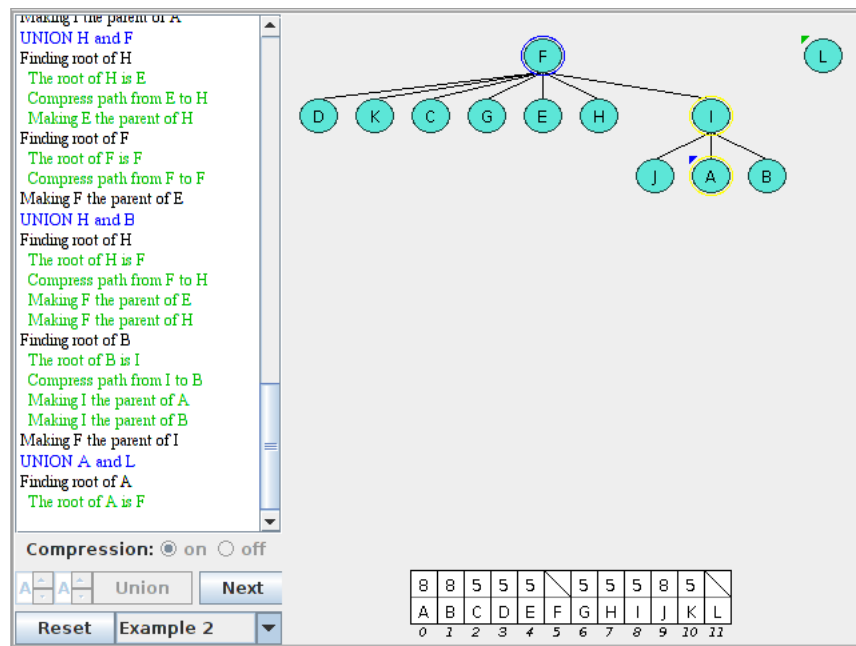 Making I the parent of A
UNION H and F
Finding root of H
The root of H is E
Compress path from E to H
Making E the parent of H
Finding root of F
The root of F is F
Compress path from F to F
Making F the parent of E
UNION H and B
Finding root of H
The root of H is F
Compress path from F to H
Making F the parent of E
Making F the parent of H
Finding root of B
The root of B is I
Compress path from I to B
Making I the parent of A
Making I the parent of B
Making F the parent of I
UNION A and L
Finding root of A
The root of A is F
Compression: on off
A A Union Next
Reset Example 2
F L
D K C G E H I
J A B
8 8 5 5 5 5 5 5 8 5
A B C D E F G H I J K L
0 1 2 3 4 5 6 7 8 9 10 11